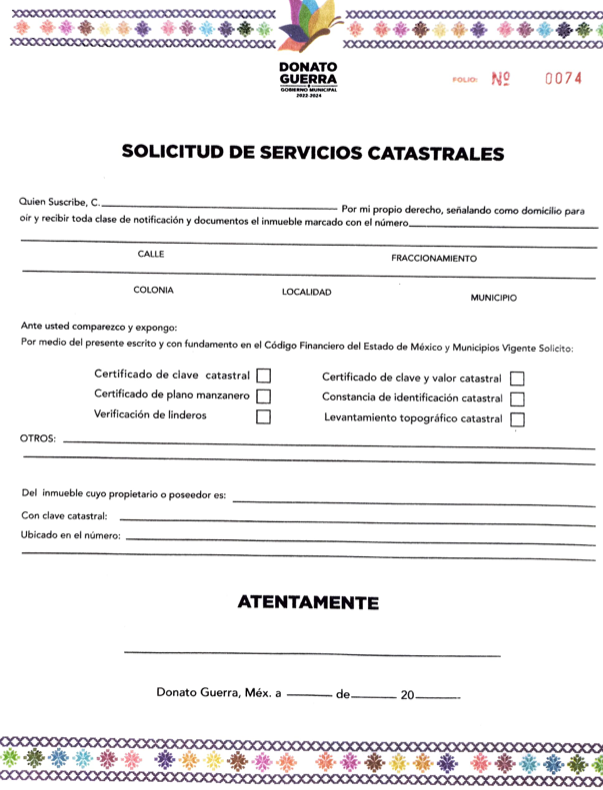 DONATO
GUERRA
GOBIERNO MUNICIPAL
2022-2024
FOLIO: Nº 0074
SOLICITUD DE SERVICIOS CATASTRALES
Quien Suscribe, C. Por mi propio derecho, señalando como domicilio para
oir y recibir toda clase de notificación y documentos el inmueble marcado con el número
CALLE FRACCIONAMIENTO
COLONIA LOCALIDAD MUNICIPIO
Ante usted comparezco y expongo:
Por medio del presente escrito y con fundamento en el Código Financiero del Estado de México y Municipios Vigente Solicito:
Certificado de clave catastral Certificado de clave y valor catastral
Certificado de plano manzanero Constancia de identificación catastral
Verificación de linderos Levantamiento topográfico catastral
OTROS:
Del inmueble cuyo propietario o poseedor es:
Con clave catastral:
Ubicado en el número:
ATENTAMENTE
Donato Guerra, Méx. a de 20 .